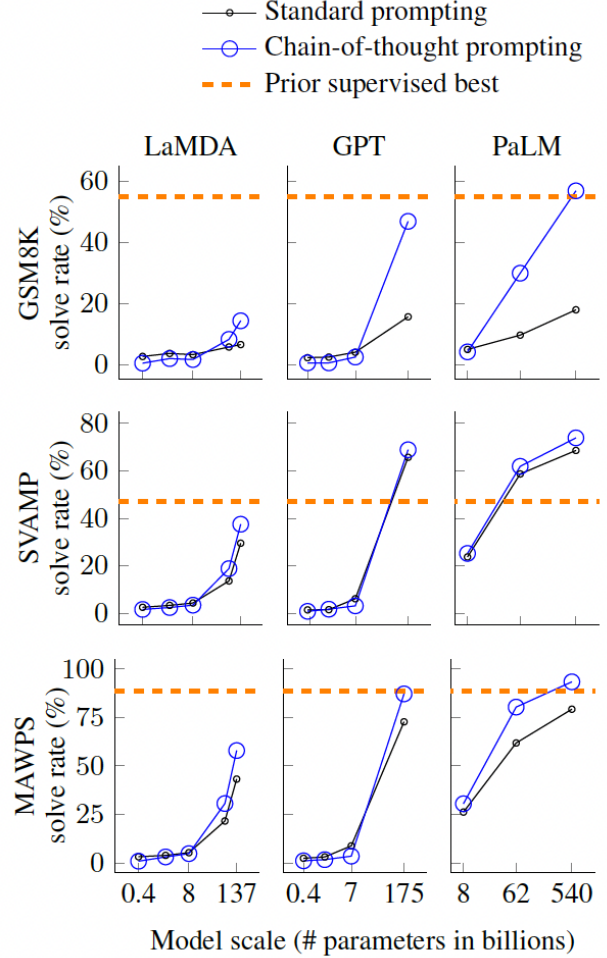 Standard prompting
Chain-of-thought prompting
Prior supervised best
LaMDA GPT PaLM
GSM8K
solve rate (%)
60
40
20
0
SVAMP
solve rate (%)
80
60
40
20
0
MAWPS
solve rate (%)
100
75
50
25
0
0.4 8 137 0.4 7 175 8 62 540
Model scale (# parameters in billions)